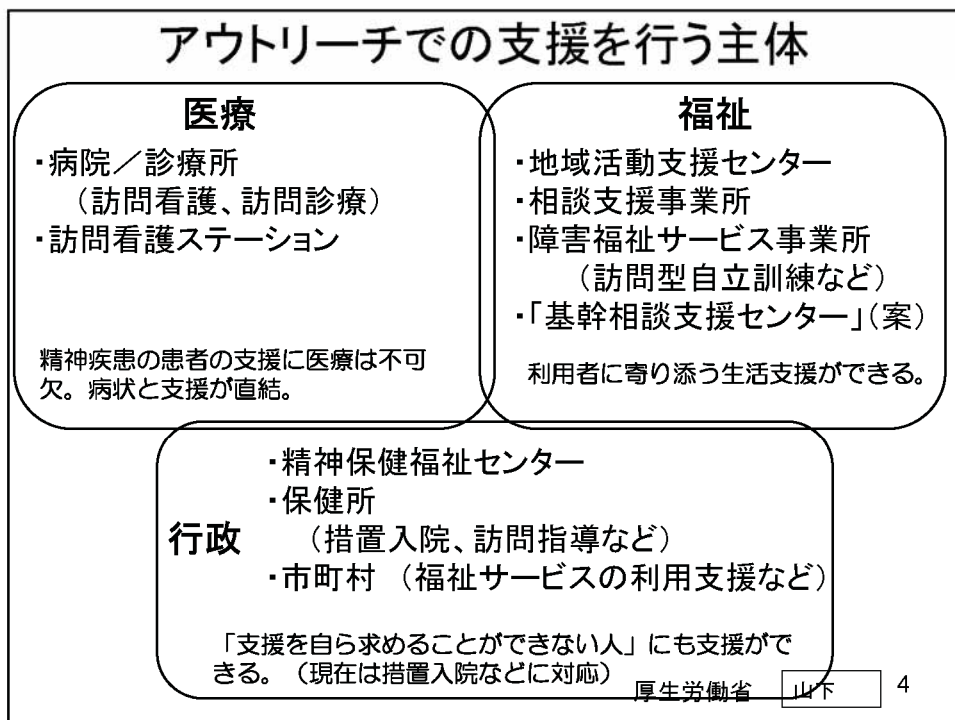 アウトリーチでの支援を行う主体
医療
・病院／診療所
（訪問看護、訪問診療）
・訪問看護ステーション
精神疾患の患者の支援に医療は不可
欠。病状と支援が直結。
福祉
・地域活動支援センター
・相談支援事業所
・障害福祉サービス事業所
（訪問型自立訓練など）
・「基幹相談支援センター」（案）
利用者に寄り添う生活支援ができる。
行政
・精神保健福祉センター
・保健所
（措置入院、訪問指導など）
・市町村　（福祉サービスの利用支援など）
「支援を自ら求めることができない人」にも支援がで
きる。（現在は措置入院などに対応）
厚生労働省　山下　4